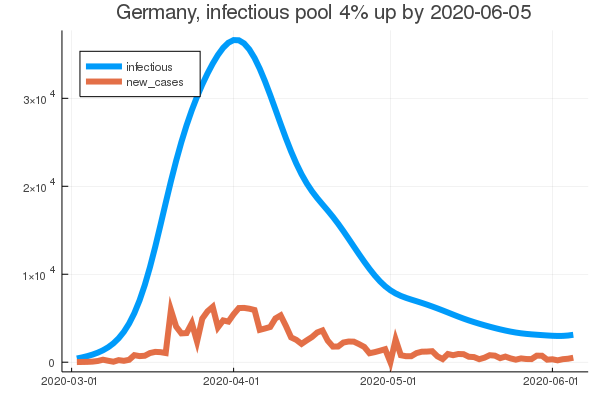 Germany, infectious pool 4% up by 2020-06-05
infectious
new_cases
3×10 4
2×10 4
1×10 4
0
2020-03-01 2020-04-01 2020-05-01 2020-06-01